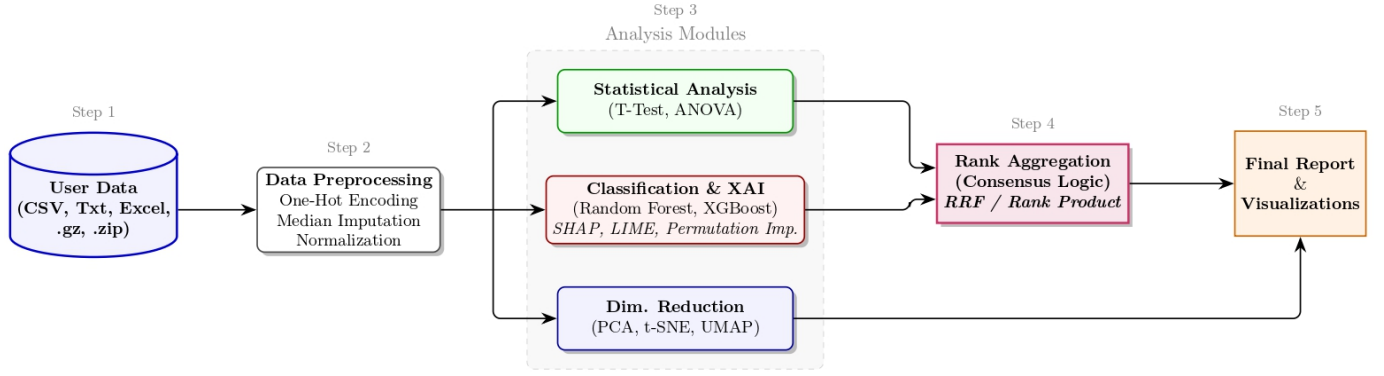 Step 1
User Data
(CSV, Txt, Excel,
.gz, .zip)
Step 2
Data Preprocessing
One-Hot Encoding
Median Imputation
Normalization
Step 3
Analysis Modules
Statistical Analysis
(T-Test, ANOVA)
Classification & XAI
(Random Forest, XGBoost)
SHAP, LIME, Permutation Imp.
Dim. Reduction
(PCA, t-SNE, UMAP)
Step 4
Rank Aggregation
(Consensus Logic)
RRF / Rank Product
Step 5
Final Report
&
Visualizations